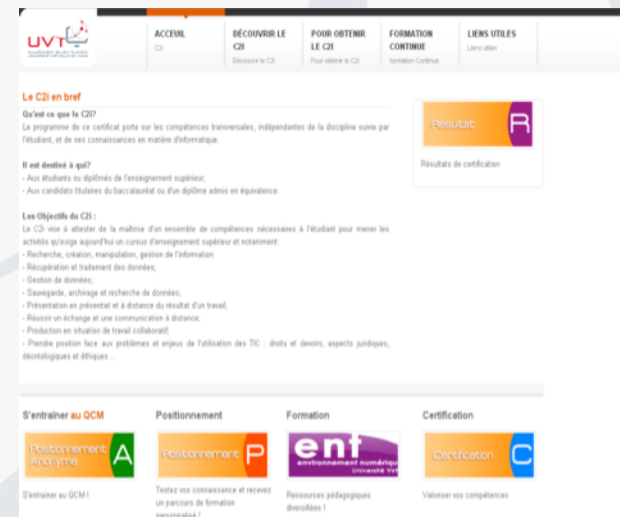 UVT
ACCEUIL
C2i
DÉCOUVRIR LE
C2I
Découvrir le C2i
POUR OBTENIR
LE C2I
Pour obtenir le C2i
FORMATION
CONTINUE
formation Continue
LIENS UTILES
Liens utiles
Le C2i en bref
Qu'est ce que le C2i?
Le programme de ce certificat porte sur les compétences transversales, indépendantes de la discipline suivie par
l'étudiant, et de ses connaissances en matière d'informatique.
Il est destiné à qui?
- Aux étudiants ou diplômés de l'enseignement supérieur;
- Aux candidats titulaires du baccalauréat ou d'un diplôme admis en équivalence.
Les Objectifs du C2i :
Le C2i vise à attester de la maîtrise d'un ensemble de compétences nécessaires à l'étudiant pour mener les
activités qu'exige aujourd'hui un cursus d'enseignement supérieur et notamment:
- Recherche, création, manipulation, gestion de l'information
- Récupération et traitement des données;
- Gestion de données;
- Sauvegarde, archivage et recherche de données;
- Présentation en présentiel et à distance du résultat d'un travail;
- Réussir un échange et une communication à distance;
- Production en situation de travail collaboratif;
- Prendre position face aux problèmes et enjeux de l'utilisation des TIC : droits et devoirs, aspects juridiques,
déontologiques et éthiques ...
Resultat R
Résultats de certification
S'entrainer au QCM
Positionnement Anonyme A
S'entrainer au QCM !
Positionnement
Positionnement P
Testez vos connaissance et recevez
un parcours de formation
personnalisé !
Formation
ent
environnement numérique
Université Virt
Ressources pédagogiques
diversifiées !
Certification
Certification C
Valoriser vos compétences